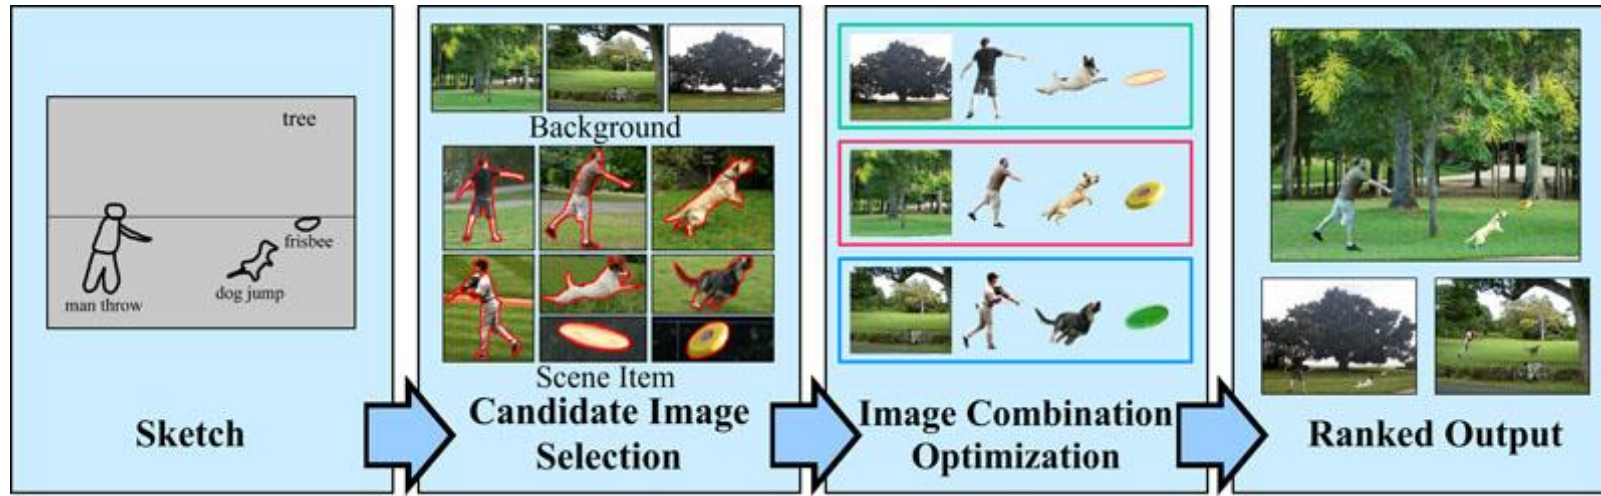 tree
frisbee
dog jump
man throw
Sketch
Background
Scene Item
Candidate Image
Selection
Image Combination
Optimization
Ranked Output